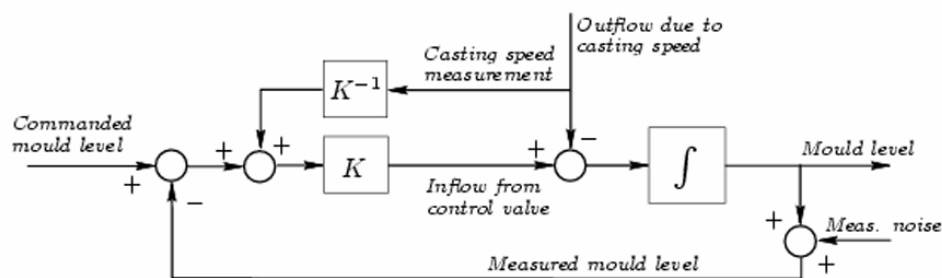 Outflow due to
casting speed
Casting speed
measurement
K⁻¹
Commanded
mould level
+
+
+
+
−
K
∫
Mould level
+
−
Inflow from
control valve
+
Meas. noise
+
Measured mould level